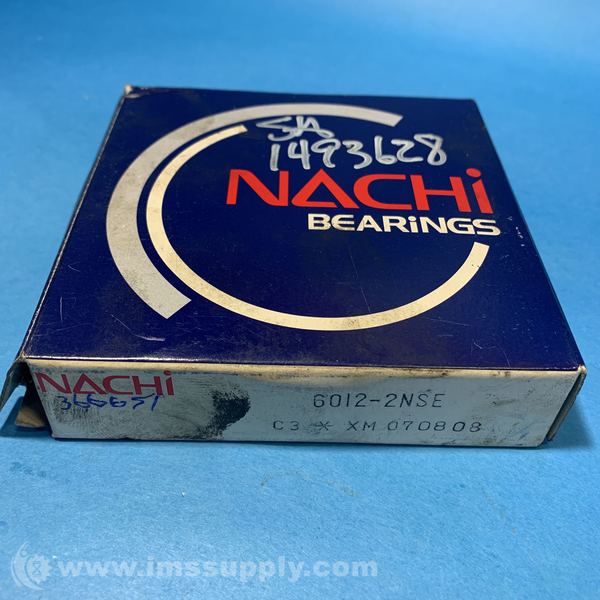 SA
1493628
NACHi
BEARiNGS
NACHi
6012-2NSE
C3 * XM 070808
www.imssupply.com